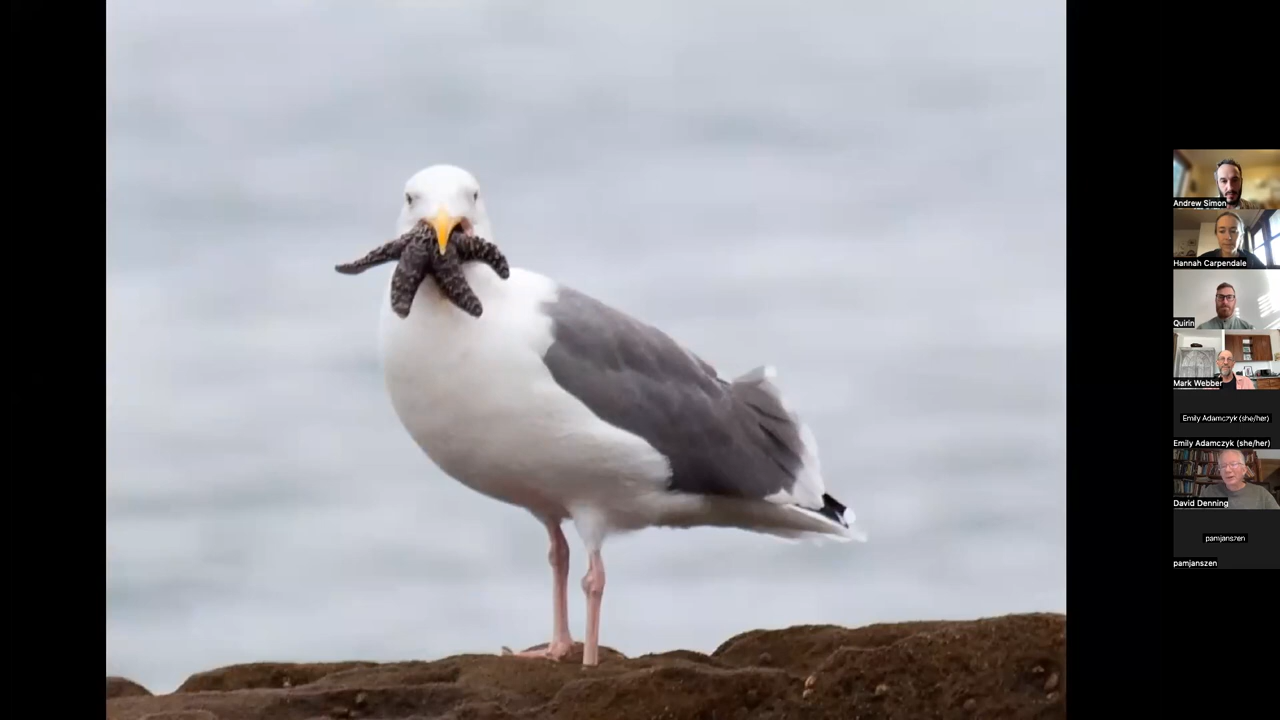 Andrew Simon
Hannah Carpendale
Quirin
Mark Webber
Emily Adamczyk (she/her)
Emily Adamczyk (she/her)
David Denning
pamjanszen
pamjanszen